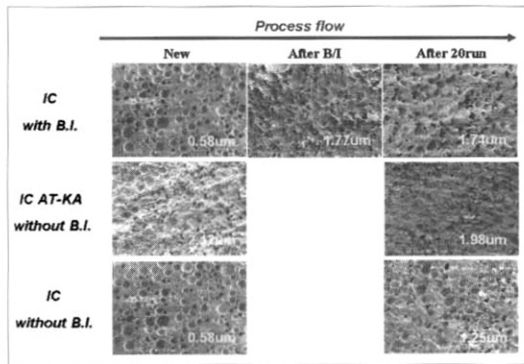 Process flow
New After B/I After 20run
IC
with B.I.
0.58um 1.77um 1.71um
IC AT-KA
without B.I.
1.98um
IC
without B.I.
0.58um 1.25um